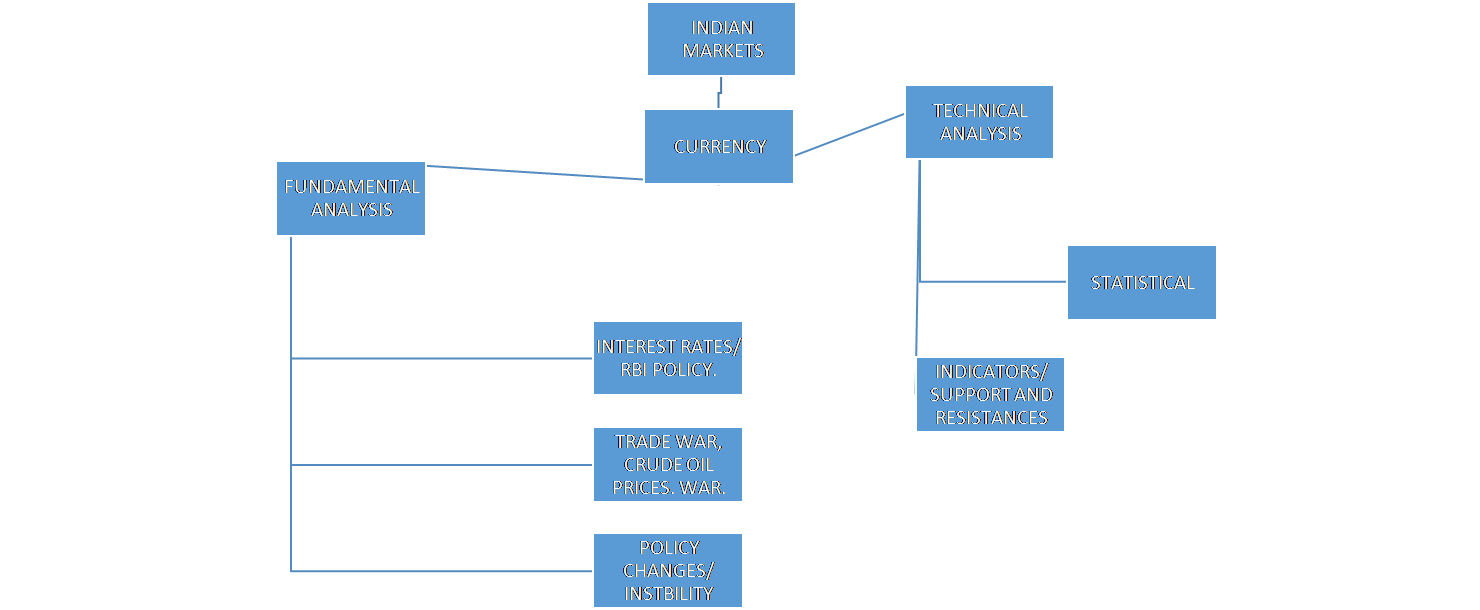 INDIAN
MARKETS
CURRENCY
TECHNICAL
ANALYSIS
FUNDAMENTAL
ANALYSIS
STATISTICAL
INTEREST RATES/
RBI POLICY.
INDICATORS/
SUPPORT AND
RESISTANCES
TRADE WAR,
CRUDE OIL
PRICES. WAR.
POLICY
CHANGES/
INSTBILITY